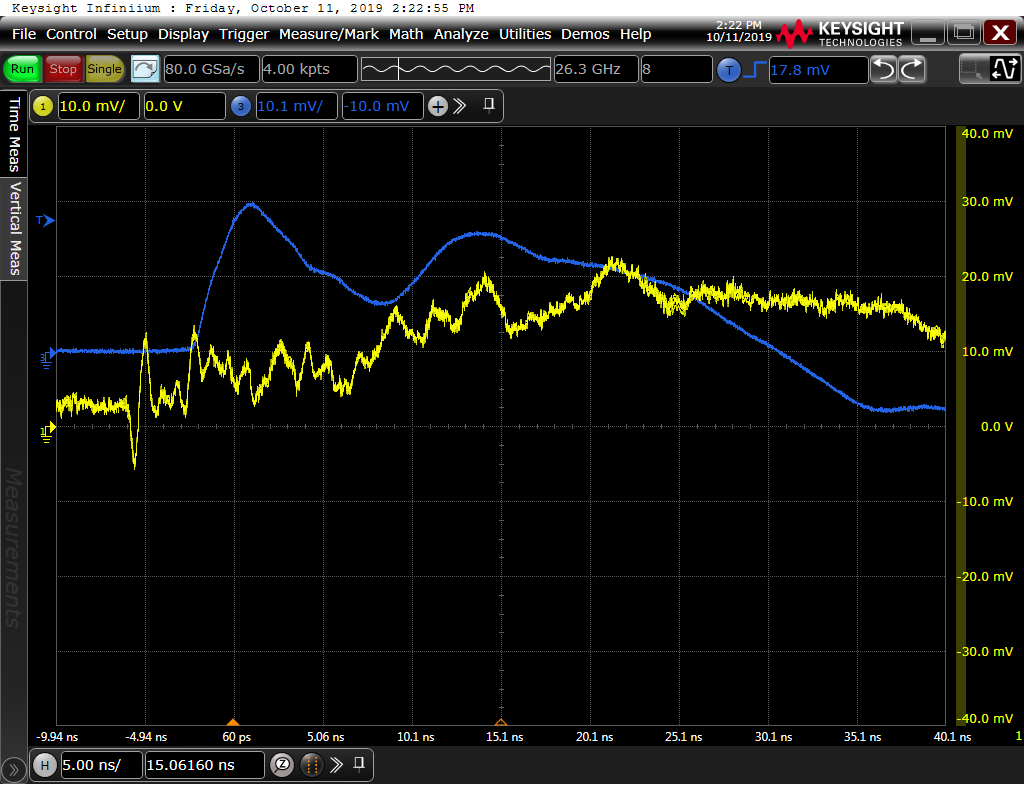 Keysight Infiniium : Friday, October 11, 2019 2:22:55 PM
File Control Setup Display Trigger Measure/Mark Math Analyze Utilities Demos Help
2:22 PM
10/11/2019
KEYSIGHT
TECHNOLOGIES
Run Stop Single 80.0 GSa/s 4.00 kpts 26.3 GHz 8 T 17.8 mV
1 10.0 mV/ 0.0 V 3 10.1 mV/ -10.0 mV
Time Meas
Vertical Meas
Measurements
40.0 mV
30.0 mV
T
20.0 mV
3
10.0 mV
1
0.0 V
-10.0 mV
-20.0 mV
-30.0 mV
-40.0 mV
-9.94 ns -4.94 ns 60 ps 5.06 ns 10.1 ns 15.1 ns 20.1 ns 25.1 ns 30.1 ns 35.1 ns 40.1 ns 1
H 5.00 ns/ 15.06160 ns Z